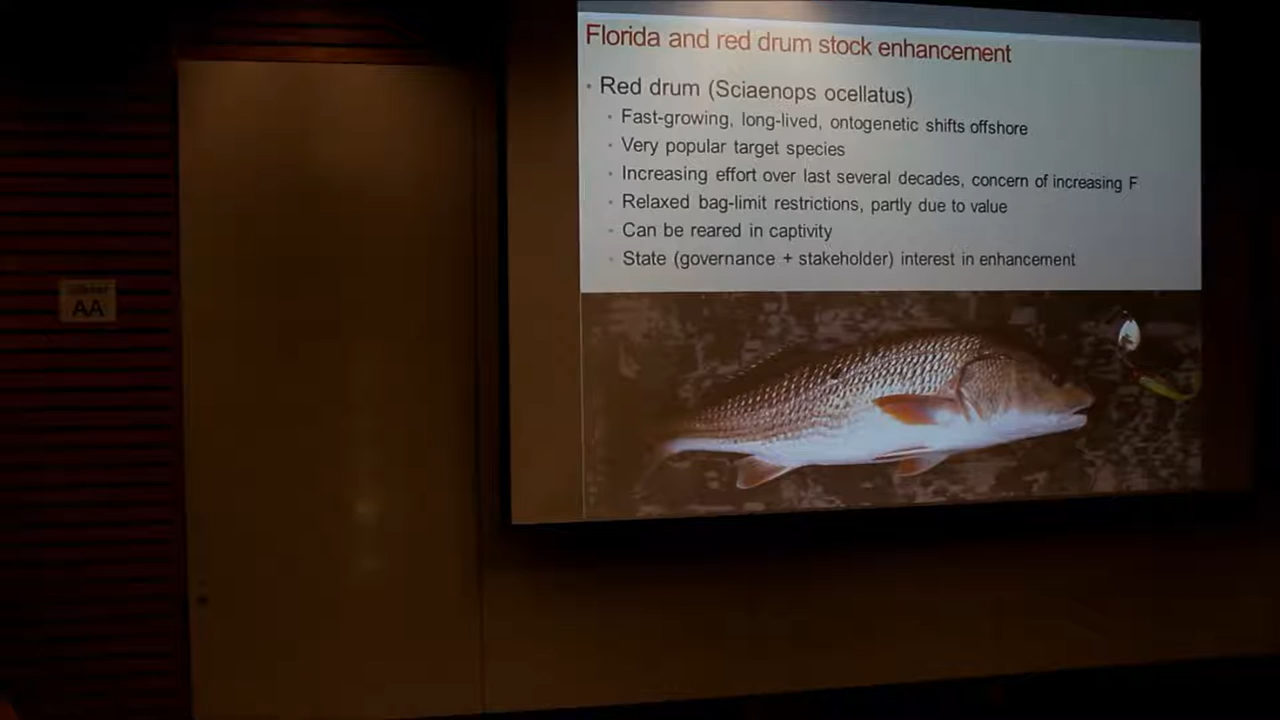 Florida and red drum stock enhancement
• Red drum (Sciaenops ocellatus)
• Fast-growing, long-lived, ontogenetic shifts offshore
• Very popular target species
• Increasing effort over last several decades, concern of increasing F
• Relaxed bag-limit restrictions, partly due to value
• Can be reared in captivity
• State (governance + stakeholder) interest in enhancement
AA